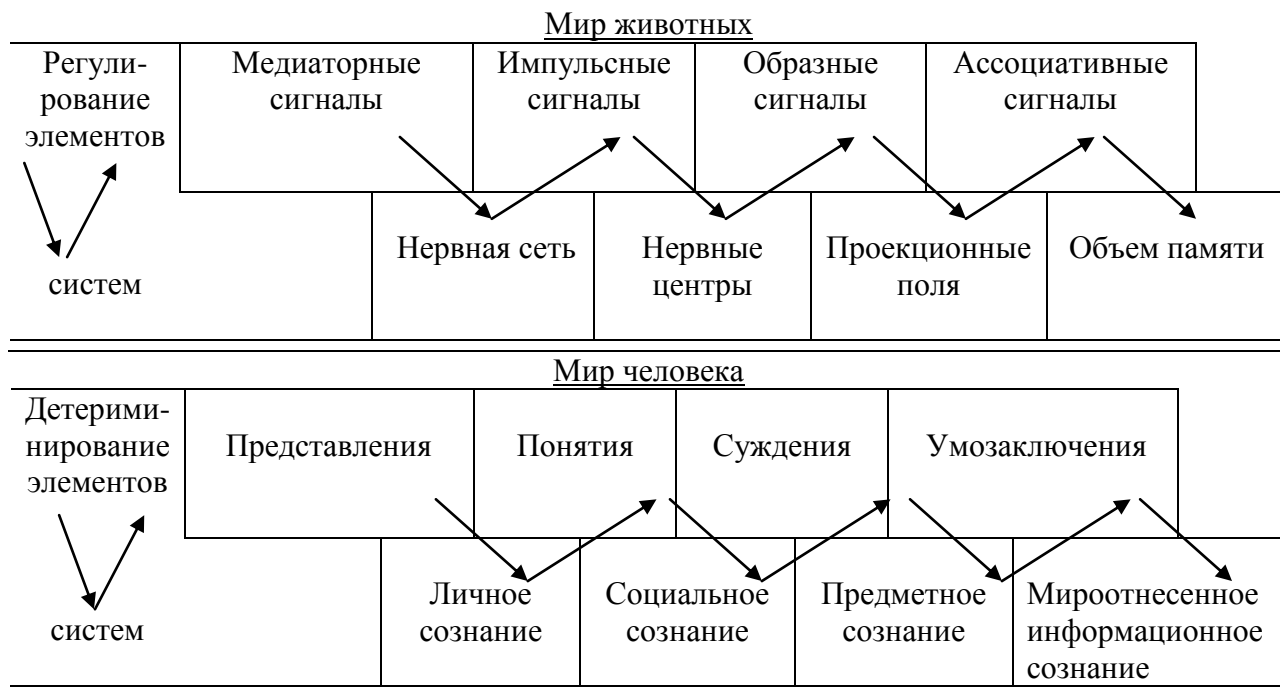 Мир животных
Регули-
рование
элементов
Медиаторные
сигналы
Импульсные
сигналы
Образные
сигналы
Ассоциативные
сигналы
систем
Нервная сеть
Нервные
центры
Проекционные
поля
Объем памяти
Мир человека
Детерими-
нирование
элементов
Представления
Понятия
Суждения
Умозаключения
систем
Личное
сознание
Социальное
сознание
Предметное
сознание
Мироотнесенное
информационное
сознание